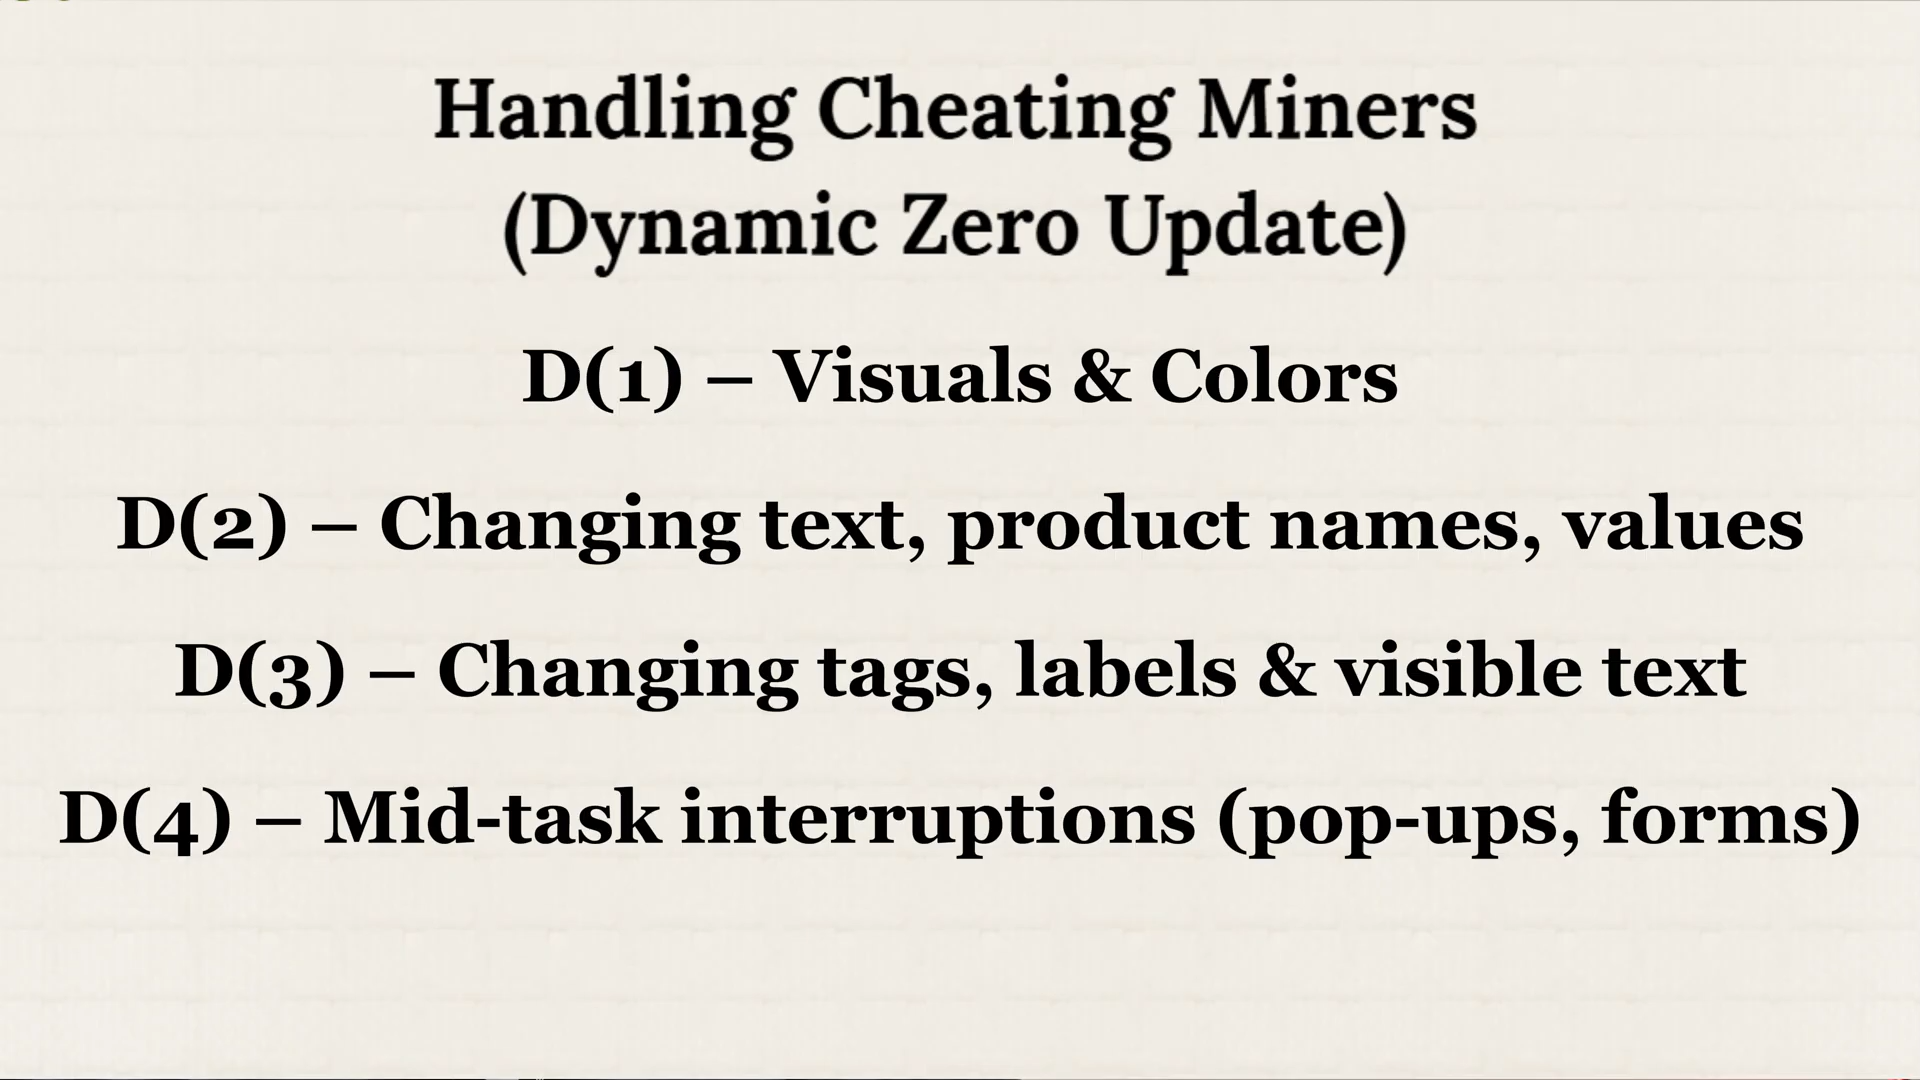 Handling Cheating Miners
(Dynamic Zero Update)
D(1) – Visuals & Colors
D(2) – Changing text, product names, values
D(3) – Changing tags, labels & visible text
D(4) – Mid-task interruptions (pop-ups, forms)